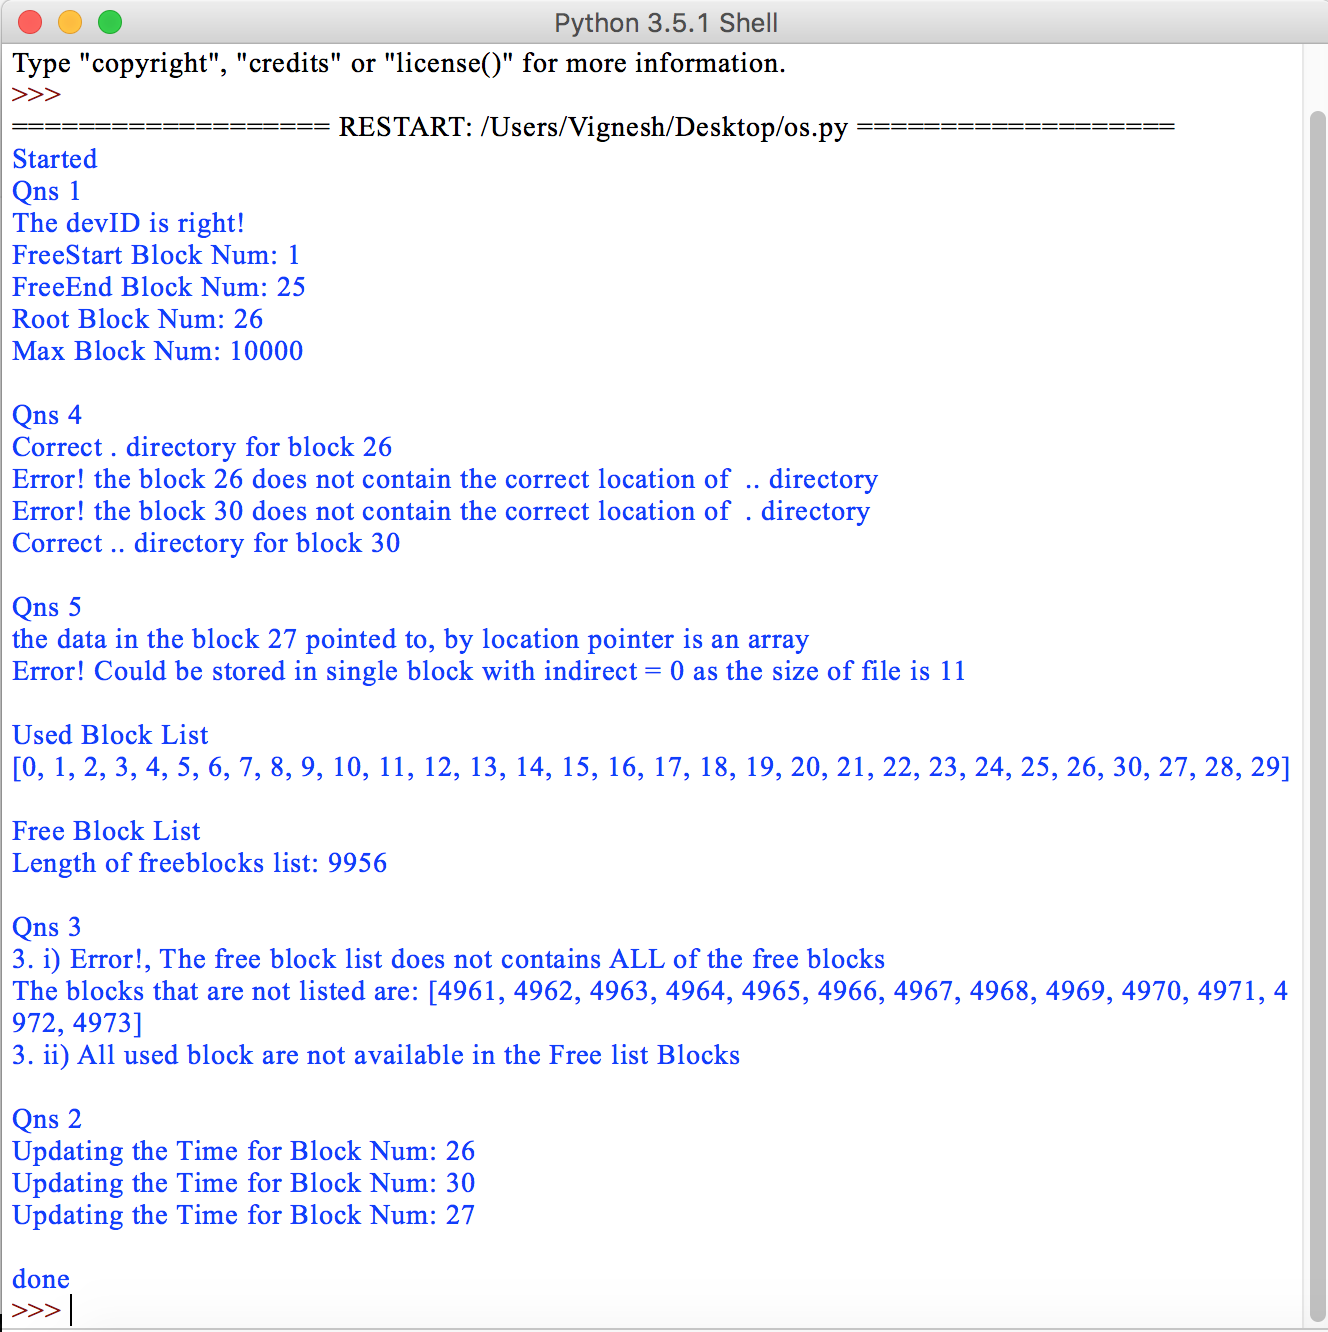 Python 3.5.1 Shell
Type "copyright", "credits" or "license()" for more information.
>>>
=================== RESTART: /Users/Vignesh/Desktop/os.py ===================
Started
Qns 1
The devID is right!
FreeStart Block Num: 1
FreeEnd Block Num: 25
Root Block Num: 26
Max Block Num: 10000
Qns 4
Correct . directory for block 26
Error! the block 26 does not contain the correct location of  .. directory
Error! the block 30 does not contain the correct location of  . directory
Correct .. directory for block 30
Qns 5
the data in the block 27 pointed to, by location pointer is an array
Error! Could be stored in single block with indirect = 0 as the size of file is 11
Used Block List
[0, 1, 2, 3, 4, 5, 6, 7, 8, 9, 10, 11, 12, 13, 14, 15, 16, 17, 18, 19, 20, 21, 22, 23, 24, 25, 26, 30, 27, 28, 29]
Free Block List
Length of freeblocks list: 9956
Qns 3
3. i) Error!, The free block list does not contains ALL of the free blocks
The blocks that are not listed are: [4961, 4962, 4963, 4964, 4965, 4966, 4967, 4968, 4969, 4970, 4971, 4
972, 4973]
3. ii) All used block are not available in the Free list Blocks
Qns 2
Updating the Time for Block Num: 26
Updating the Time for Block Num: 30
Updating the Time for Block Num: 27
done
>>>